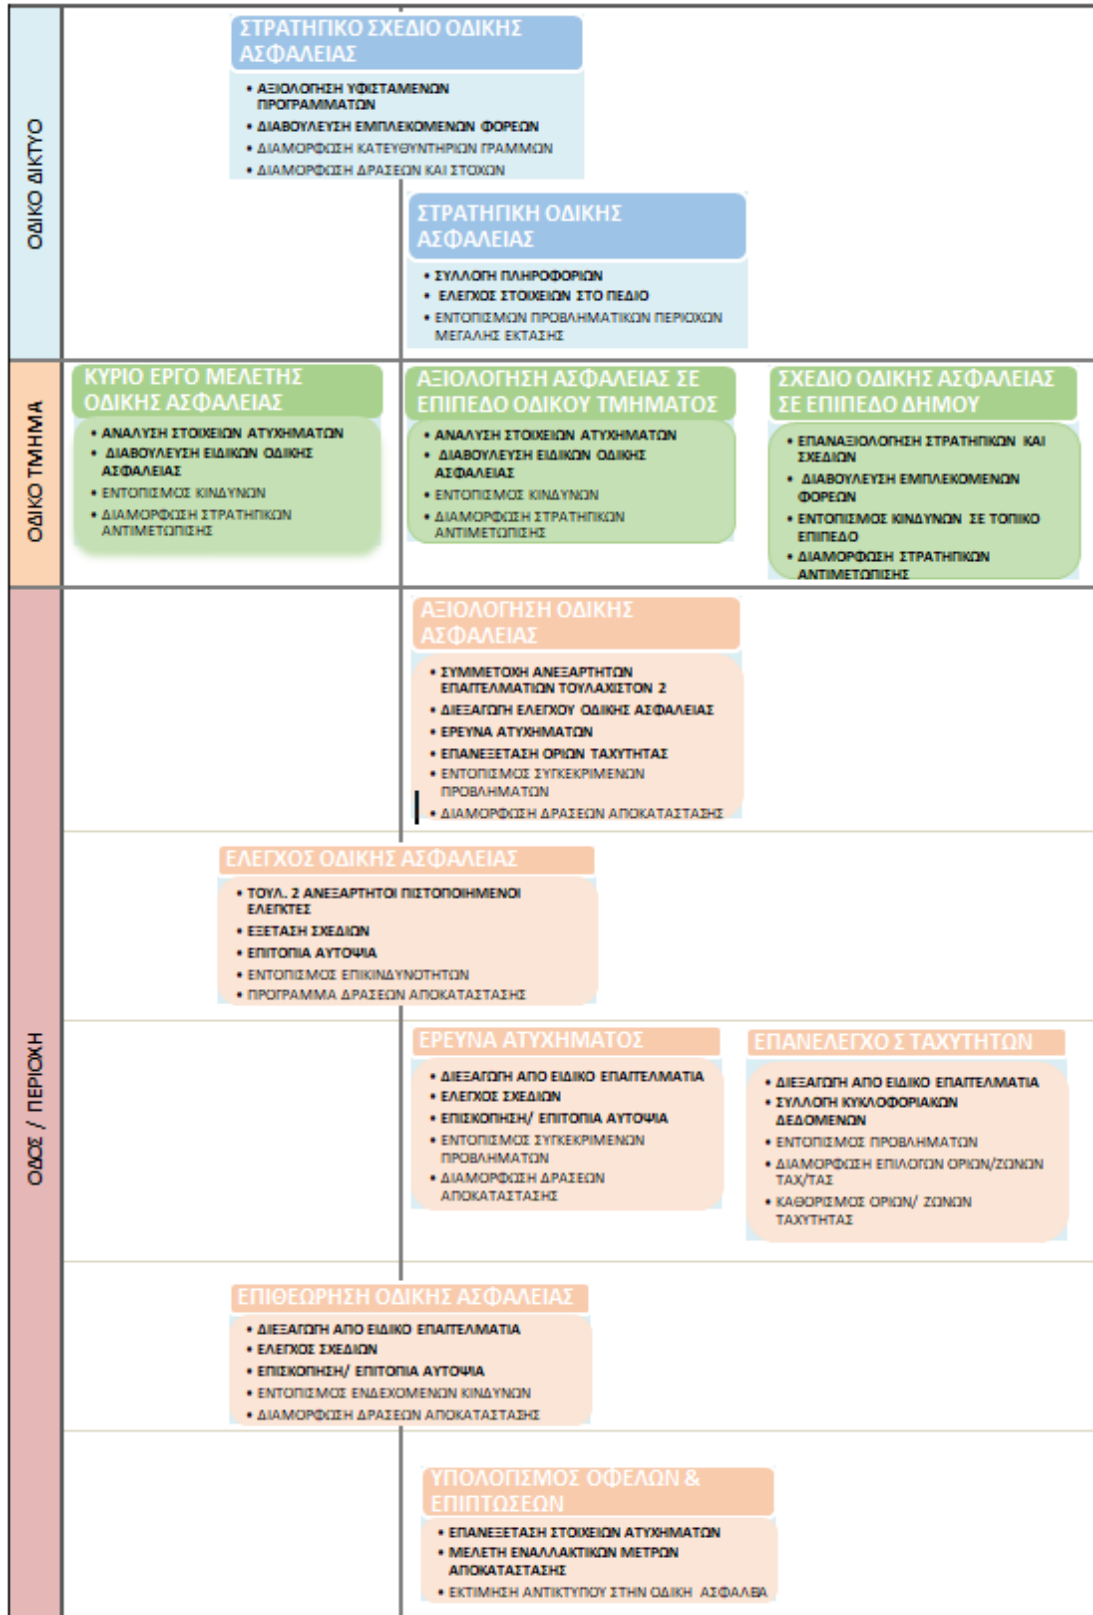 ΟΔΙΚΟ ΔΙΚΤΥΟ
ΣΤΡΑΤΗΓΙΚΟ ΣΧΕΔΙΟ ΟΔΙΚΗΣ
ΑΣΦΑΛΕΙΑΣ
• ΑΞΙΟΛΟΓΗΣΗ ΥΦΙΣΤΑΜΕΝΩΝ
ΠΡΟΓΡΑΜΜΑΤΩΝ
• ΔΙΑΒΟΥΛΕΥΣΗ ΕΜΠΛΕΚΟΜΕΝΩΝ ΦΟΡΕΩΝ
• ΔΙΑΜΟΡΦΩΣΗ ΚΑΤΕΥΘΥΝΤΗΡΙΩΝ ΓΡΑΜΜΩΝ
• ΔΙΑΜΟΡΦΩΣΗ ΔΡΑΣΕΩΝ ΚΑΙ ΣΤΟΧΩΝ
ΣΤΡΑΤΗΓΙΚΗ ΟΔΙΚΗΣ
ΑΣΦΑΛΕΙΑΣ
• ΣΥΛΛΟΓΗ ΠΛΗΡΟΦΟΡΙΩΝ
• ΕΛΕΓΧΟΣ ΣΤΟΙΧΕΙΩΝ ΣΤΟ ΠΕΔΙΟ
• ΕΝΤΟΠΙΣΜΩΝ ΠΡΟΒΛΗΜΑΤΙΚΩΝ ΠΕΡΙΟΧΩΝ
ΜΕΓΑΛΗΣ ΕΚΤΑΣΗΣ
ΟΔΙΚΟ ΤΜΗΜΑ
ΚΥΡΙΟ ΕΡΓΟ ΜΕΛΕΤΗΣ
ΟΔΙΚΗΣ ΑΣΦΑΛΕΙΑΣ
• ΑΝΑΛΥΣΗ ΣΤΟΙΧΕΙΩΝ ΑΤΥΧΗΜΑΤΩΝ
• ΔΙΑΒΟΥΛΕΥΣΗ ΕΙΔΙΚΩΝ ΟΔΙΚΗΣ
ΑΣΦΑΛΕΙΑΣ
• ΕΝΤΟΠΙΣΜΟΣ ΚΙΝΔΥΝΩΝ
• ΔΙΑΜΟΡΦΩΣΗ ΣΤΡΑΤΗΓΙΚΩΝ
ΑΝΤΙΜΕΤΩΠΙΣΗΣ
ΑΞΙΟΛΟΓΗΣΗ ΑΣΦΑΛΕΙΑΣ ΣΕ
ΕΠΙΠΕΔΟ ΟΔΙΚΟΥ ΤΜΗΜΑΤΟΣ
• ΑΝΑΛΥΣΗ ΣΤΟΙΧΕΙΩΝ ΑΤΥΧΗΜΑΤΩΝ
• ΔΙΑΒΟΥΛΕΥΣΗ ΕΙΔΙΚΩΝ ΟΔΙΚΗΣ
ΑΣΦΑΛΕΙΑΣ
• ΕΝΤΟΠΙΣΜΟΣ ΚΙΝΔΥΝΩΝ
• ΔΙΑΜΟΡΦΩΣΗ ΣΤΡΑΤΗΓΙΚΩΝ
ΑΝΤΙΜΕΤΩΠΙΣΗΣ
ΣΧΕΔΙΟ ΟΔΙΚΗΣ ΑΣΦΑΛΕΙΑΣ
ΣΕ ΕΠΙΠΕΔΟ ΔΗΜΟΥ
• ΕΠΑΝΑΞΙΟΛΟΓΗΣΗ ΣΤΡΑΤΗΓΙΚΩΝ ΚΑΙ
ΣΧΕΔΙΩΝ
• ΔΙΑΒΟΥΛΕΥΣΗ ΕΜΠΛΕΚΟΜΕΝΩΝ
ΦΟΡΕΩΝ
• ΕΝΤΟΠΙΣΜΟΣ ΚΙΝΔΥΝΩΝ ΣΕ ΤΟΠΙΚΟ
ΕΠΙΠΕΔΟ
• ΔΙΑΜΟΡΦΩΣΗ ΣΤΡΑΤΗΓΙΚΩΝ
ΑΝΤΙΜΕΤΩΠΙΣΗΣ
ΟΔΟΣ / ΠΕΡΙΟΧΗ
ΑΞΙΟΛΟΓΗΣΗ ΟΔΙΚΗΣ
ΑΣΦΑΛΕΙΑΣ
• ΣΥΜΜΕΤΟΧΗ ΑΝΕΞΑΡΤΗΤΩΝ
ΕΠΑΓΓΕΛΜΑΤΙΩΝ ΤΟΥΛΑΧΙΣΤΟΝ 2
• ΔΙΕΞΑΓΩΓΗ ΕΛΕΓΧΟΥ ΟΔΙΚΗΣ ΑΣΦΑΛΕΙΑΣ
• ΕΡΕΥΝΑ ΑΤΥΧΗΜΑΤΩΝ
• ΕΠΑΝΕΞΕΤΑΣΗ ΟΡΙΩΝ ΤΑΧΥΤΗΤΑΣ
• ΕΝΤΟΠΙΣΜΟΣ ΣΥΓΚΕΚΡΙΜΕΝΩΝ
ΠΡΟΒΛΗΜΑΤΩΝ
• ΔΙΑΜΟΡΦΩΣΗ ΔΡΑΣΕΩΝ ΑΠΟΚΑΤΑΣΤΑΣΗΣ
ΕΛΕΓΧΟΣ ΟΔΙΚΗΣ ΑΣΦΑΛΕΙΑΣ
• ΤΟΥΛ. 2 ΑΝΕΞΑΡΤΗΤΟΙ ΠΙΣΤΟΠΟΙΗΜΕΝΟΙ
ΕΛΕΓΚΤΕΣ
• ΕΞΕΤΑΣΗ ΣΧΕΔΙΩΝ
• ΕΠΙΤΟΠΙΑ ΑΥΤΟΨΙΑ
• ΕΝΤΟΠΙΣΜΟΣ ΕΠΙΚΙΝΔΥΝΟΤΗΤΩΝ
• ΠΡΟΓΡΑΜΜΑ ΔΡΑΣΕΩΝ ΑΠΟΚΑΤΑΣΤΑΣΗΣ
ΕΡΕΥΝΑ ΑΤΥΧΗΜΑΤΟΣ
• ΔΙΕΞΑΓΩΓΗ ΑΠΟ ΕΙΔΙΚΟ ΕΠΑΓΓΕΛΜΑΤΙΑ
• ΕΛΕΓΧΟΣ ΣΧΕΔΙΩΝ
• ΕΠΙΣΚΟΠΗΣΗ/ ΕΠΙΤΟΠΙΑ ΑΥΤΟΨΙΑ
• ΕΝΤΟΠΙΣΜΟΣ ΣΥΓΚΕΚΡΙΜΕΝΩΝ
ΠΡΟΒΛΗΜΑΤΩΝ
• ΔΙΑΜΟΡΦΩΣΗ ΔΡΑΣΕΩΝ
ΑΠΟΚΑΤΑΣΤΑΣΗΣ
ΕΠΑΝΕΛΕΓΧΟ Σ ΤΑΧΥΤΗΤΩΝ
• ΔΙΕΞΑΓΩΓΗ ΑΠΟ ΕΙΔΙΚΟ ΕΠΑΓΓΕΛΜΑΤΙΑ
• ΣΥΛΛΟΓΗ ΚΥΚΛΟΦΟΡΙΑΚΩΝ
ΔΕΔΟΜΕΝΩΝ
• ΕΝΤΟΠΙΣΜΟΣ ΠΡΟΒΛΗΜΑΤΩΝ
• ΔΙΑΜΟΡΦΩΣΗ ΕΠΙΛΟΓΩΝ ΟΡΙΩΝ/ΖΩΝΩΝ
ΤΑΧ/ΤΑΣ
• ΚΑΘΟΡΙΣΜΟΣ ΟΡΙΩΝ/ ΖΩΝΩΝ
ΤΑΧΥΤΗΤΑΣ
ΕΠΙΘΕΩΡΗΣΗ ΟΔΙΚΗΣ ΑΣΦΑΛΕΙΑΣ
• ΔΙΕΞΑΓΩΓΗ ΑΠΟ ΕΙΔΙΚΟ ΕΠΑΓΓΕΛΜΑΤΙΑ
• ΕΛΕΓΧΟΣ ΣΧΕΔΙΩΝ
• ΕΠΙΣΚΟΠΗΣΗ/ ΕΠΙΤΟΠΙΑ ΑΥΤΟΨΙΑ
• ΕΝΤΟΠΙΣΜΟΣ ΕΝΔΕΧΟΜΕΝΩΝ ΚΙΝΔΥΝΩΝ
• ΔΙΑΜΟΡΦΩΣΗ ΔΡΑΣΕΩΝ ΑΠΟΚΑΤΑΣΤΑΣΗΣ
ΥΠΟΛΟΓΙΣΜΟΣ ΟΦΕΛΩΝ &
ΕΠΙΠΤΩΣΕΩΝ
• ΕΠΑΝΕΞΕΤΑΣΗ ΣΤΟΙΧΕΙΩΝ ΑΤΥΧΗΜΑΤΩΝ
• ΜΕΛΕΤΗ ΕΝΑΛΛΑΚΤΙΚΩΝ ΜΕΤΡΩΝ
ΑΠΟΚΑΤΑΣΤΑΣΗΣ
• ΕΚΤΙΜΗΣΗ ΑΝΤΙΚΤΥΠΟΥ ΣΤΗΝ ΟΔΙΚΗ ΑΣΦΑΛΕΙΑ